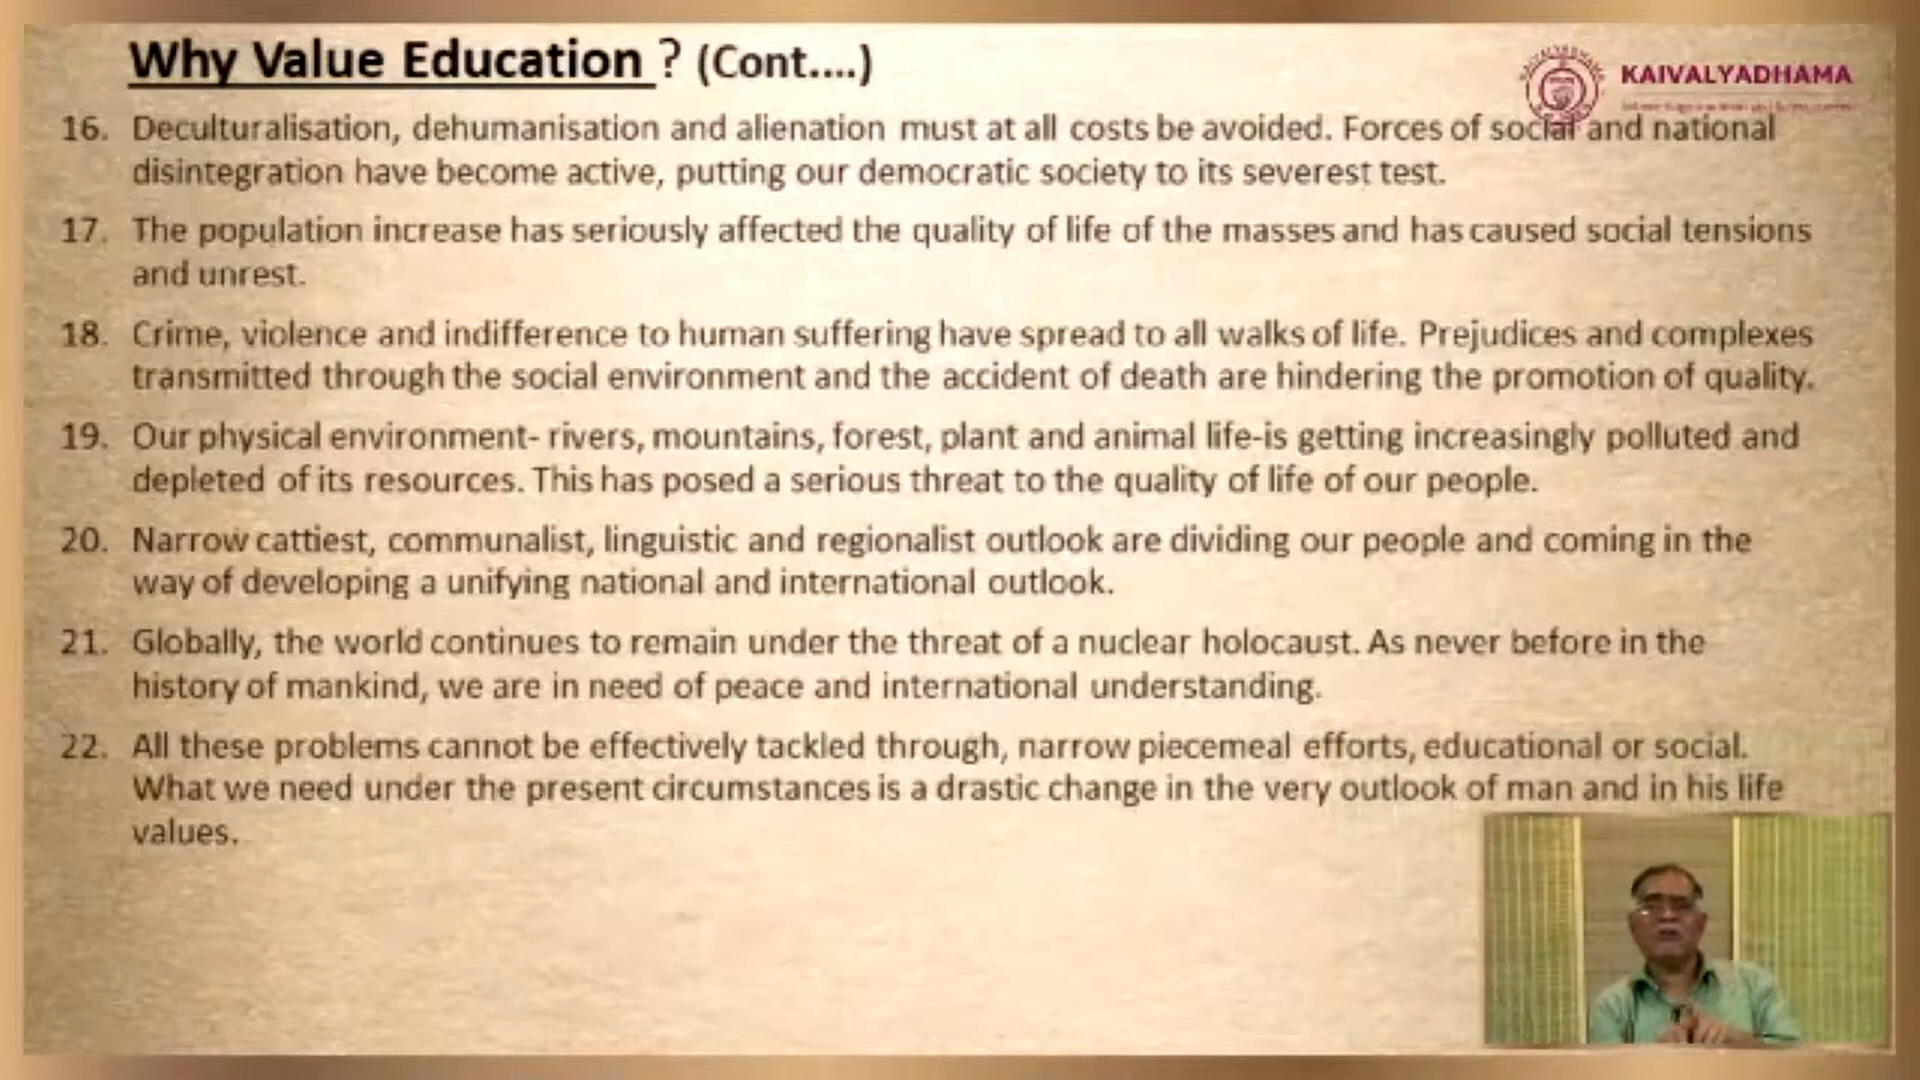 Why Value Education ? (Cont....)
KAIVALYADHAMA
16. Deculturalisation, dehumanisation and alienation must at all costs be avoided. Forces of social and national
disintegration have become active, putting our democratic society to its severest test.
17. The population increase has seriously affected the quality of life of the masses and has caused social tensions
and unrest.
18. Crime, violence and indifference to human suffering have spread to all walks of life. Prejudices and complexes
transmitted through the social environment and the accident of death are hindering the promotion of quality.
19. Our physical environment- rivers, mountains, forest, plant and animal life-is getting increasingly polluted and
depleted of its resources. This has posed a serious threat to the quality of life of our people.
20. Narrow cattiest, communalist, linguistic and regionalist outlook are dividing our people and coming in the
way of developing a unifying national and international outlook.
21. Globally, the world continues to remain under the threat of a nuclear holocaust. As never before in the
history of mankind, we are in need of peace and international understanding.
22. All these problems cannot be effectively tackled through, narrow piecemeal efforts, educational or social.
What we need under the present circumstances is a drastic change in the very outlook of man and in his life
values.